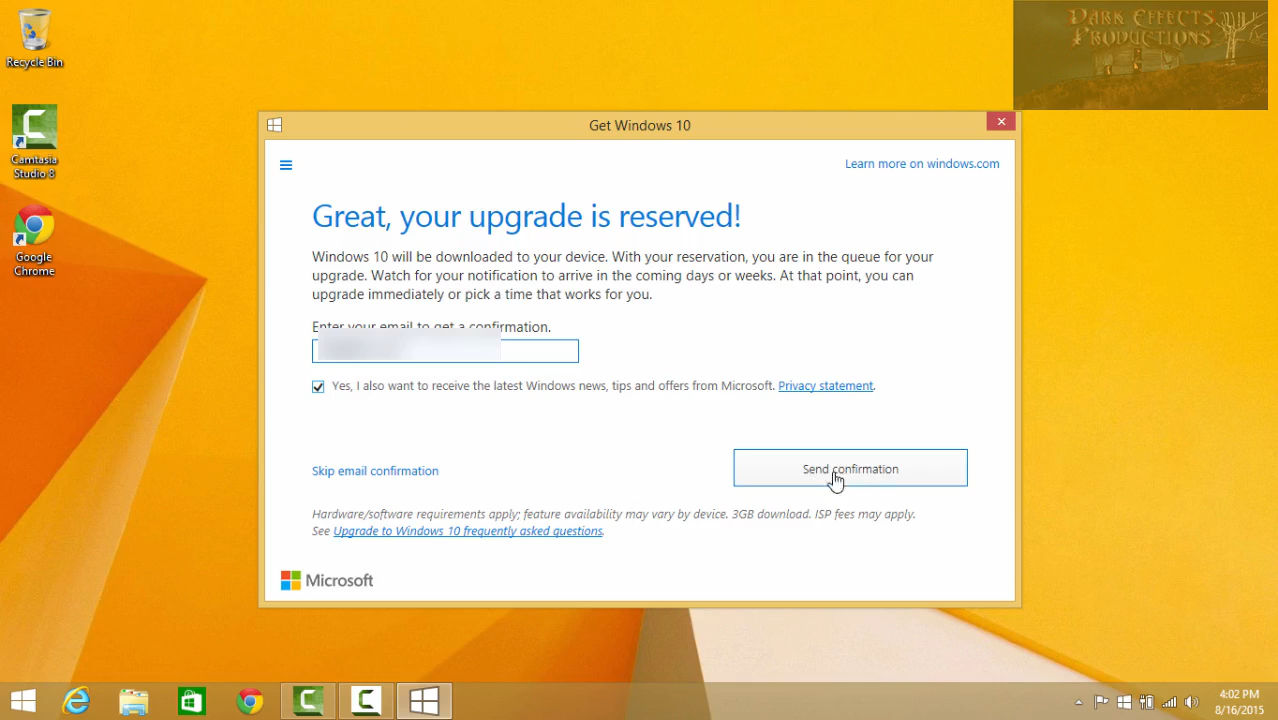 Recycle Bin
Camtasia
Studio 8
Google
Chrome
DARK EFFECTS
PRODUCTIONS
Get Windows 10
Learn more on windows.com
Great, your upgrade is reserved!
Windows 10 will be downloaded to your device. With your reservation, you are in the queue for your
upgrade. Watch for your notification to arrive in the coming days or weeks. At that point, you can
upgrade immediately or pick a time that works for you.
Enter your email to get a confirmation.
Yes, I also want to receive the latest Windows news, tips and offers from Microsoft. Privacy statement.
Skip email confirmation
Send confirmation
Hardware/software requirements apply; feature availability may vary by device. 3GB download. ISP fees may apply.
See Upgrade to Windows 10 frequently asked questions.
Microsoft
4:02 PM
8/16/2015